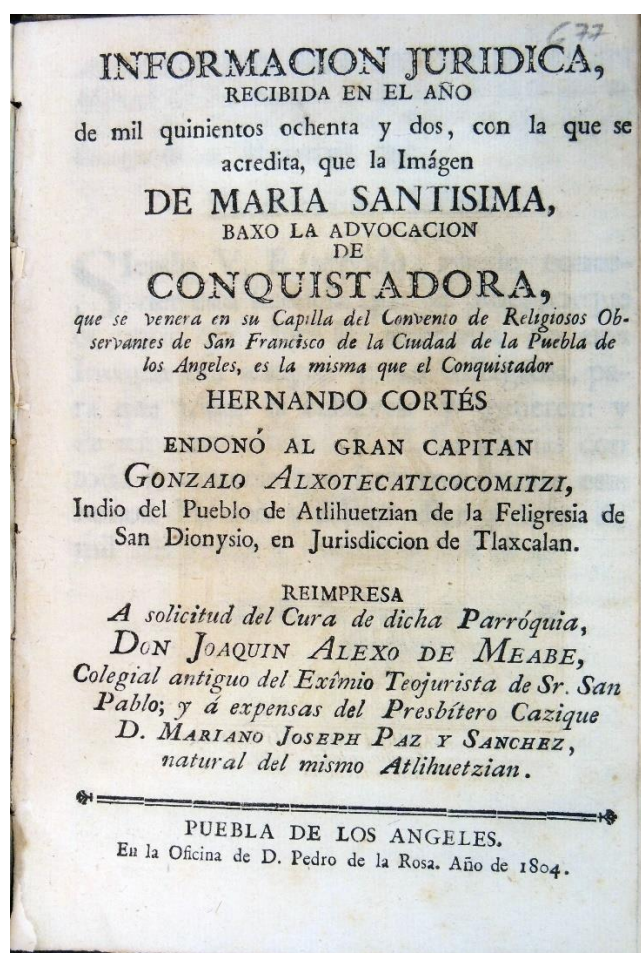 677
INFORMACION JURIDICA,
RECIBIDA EN EL AÑO
de mil quinientos ochenta y dos, con la que se
acredita, que la Imágen
DE MARIA SANTISIMA,
BAXO LA ADVOCACION
DE
CONQUISTADORA,
que se venera en su Capilla del Convento de Religiosos Ob-
servantes de San Francisco de la Ciudad de la Puebla de
los Angeles, es la misma que el Conquistador
HERNANDO CORTÉS
ENDONÓ AL GRAN CAPITAN
GONZALO ALXOTECATLCOCOMITZI,
Indio del Pueblo de Atlihuetzian de la Feligresia de
San Dionysio, en Jurisdiccion de Tlaxcalan.
REIMPRESA
A solicitud del Cura de dicha Parróquia,
DON JOAQUIN ALEXO DE MEABE,
Colegial antiguo del Exîmio Teojurista de Sr. San
Pablo; y á expensas del Presbítero Cazique
D. MARIANO JOSEPH PAZ Y SANCHEZ,
natural del mismo Atlihuetzian.
PUEBLA DE LOS ANGELES.
En la Oficina de D. Pedro de la Rosa. Año de 1804.